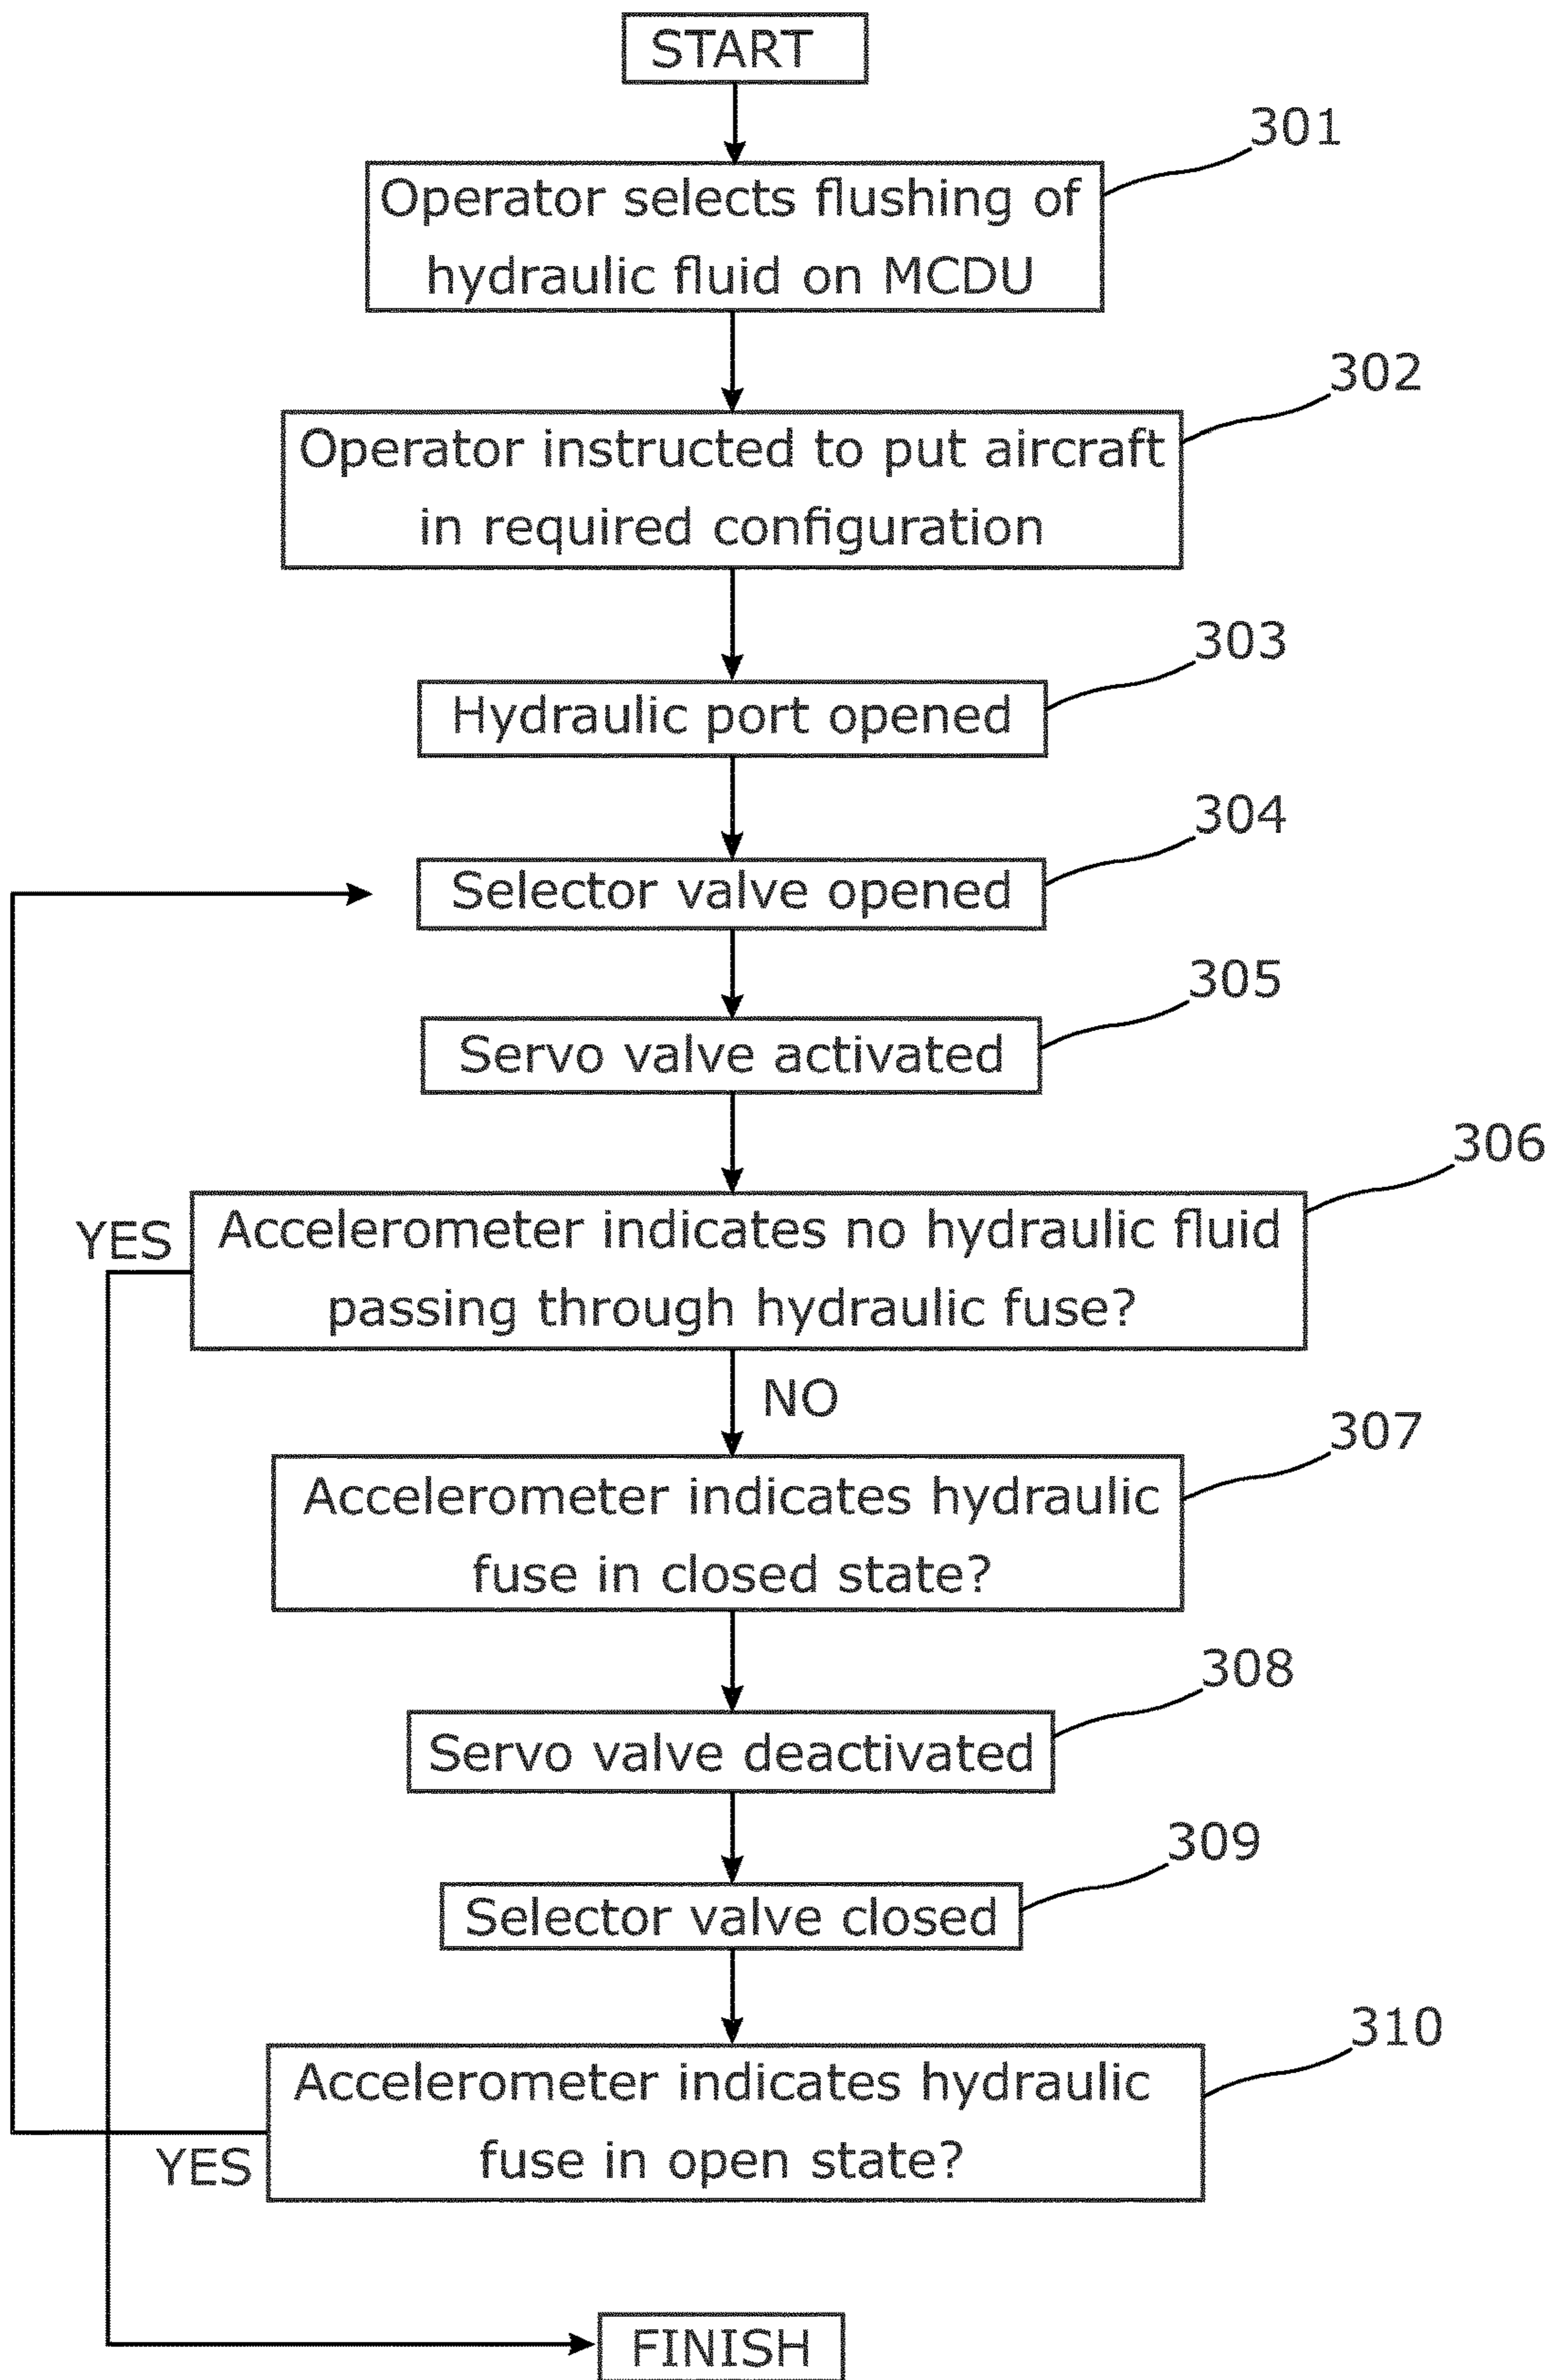 START
301
Operator selects flushing of
hydraulic fluid on MCDU
302
Operator instructed to put aircraft
in required configuration
303
Hydraulic port opened
304
Selector valve opened
305
Servo valve activated
306
YES
Accelerometer indicates no hydraulic fluid
passing through hydraulic fuse?
NO
307
Accelerometer indicates hydraulic
fuse in closed state?
308
Servo valve deactivated
309
Selector valve closed
310
Accelerometer indicates hydraulic
fuse in open state?
YES
FINISH